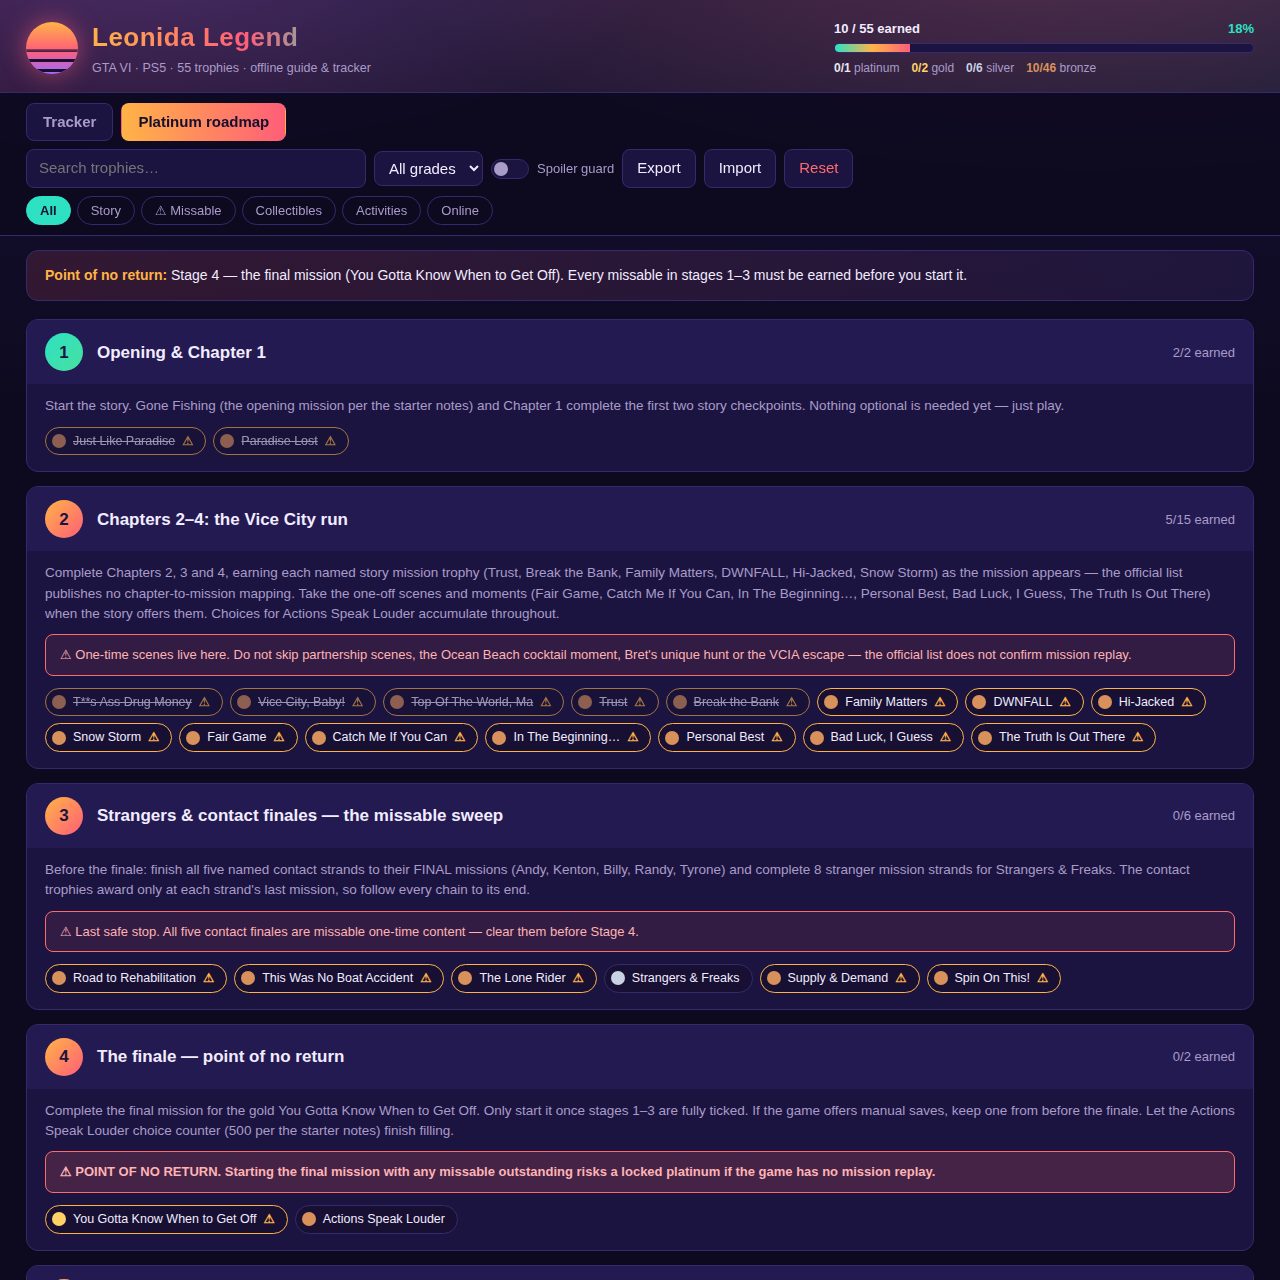 Leonida Legend
GTA VI · PS5 · 55 trophies · offline guide & tracker
10 / 55 earned 18%
0/1 platinum 0/2 gold 0/6 silver 10/46 bronze
Tracker Platinum roadmap
Search trophies… All grades Spoiler guard Export Import Reset
All Story ⚠ Missable Collectibles Activities Online
Point of no return: Stage 4 — the final mission (You Gotta Know When to Get Off). Every missable in stages 1–3 must be earned before you start it.
1 Opening & Chapter 1 2/2 earned
Start the story. Gone Fishing (the opening mission per the starter notes) and Chapter 1 complete the first two story checkpoints. Nothing optional is needed yet — just play.
Just Like Paradise ⚠ Paradise Lost ⚠
2 Chapters 2–4: the Vice City run 5/15 earned
Complete Chapters 2, 3 and 4, earning each named story mission trophy (Trust, Break the Bank, Family Matters, DWNFALL, Hi-Jacked, Snow Storm) as the mission appears — the official list
publishes no chapter-to-mission mapping. Take the one-off scenes and moments (Fair Game, Catch Me If You Can, In The Beginning…, Personal Best, Bad Luck, I Guess, The Truth Is Out There)
when the story offers them. Choices for Actions Speak Louder accumulate throughout.
⚠ One-time scenes live here. Do not skip partnership scenes, the Ocean Beach cocktail moment, Bret's unique hunt or the VCIA escape — the official list does not confirm mission replay.
T**s Ass Drug Money ⚠ Vice City, Baby! ⚠ Top Of The World, Ma ⚠ Trust ⚠ Break the Bank ⚠ Family Matters ⚠ DWNFALL ⚠ Hi-Jacked ⚠
Snow Storm ⚠ Fair Game ⚠ Catch Me If You Can ⚠ In The Beginning… ⚠ Personal Best ⚠ Bad Luck, I Guess ⚠ The Truth Is Out There ⚠
3 Strangers & contact finales — the missable sweep 0/6 earned
Before the finale: finish all five named contact strands to their FINAL missions (Andy, Kenton, Billy, Randy, Tyrone) and complete 8 stranger mission strands for Strangers & Freaks. The contact
trophies award only at each strand's last mission, so follow every chain to its end.
⚠ Last safe stop. All five contact finales are missable one-time content — clear them before Stage 4.
Road to Rehabilitation ⚠ This Was No Boat Accident ⚠ The Lone Rider ⚠ Strangers & Freaks Supply & Demand ⚠ Spin On This! ⚠
4 The finale — point of no return 0/2 earned
Complete the final mission for the gold You Gotta Know When to Get Off. Only start it once stages 1–3 are fully ticked. If the game offers manual saves, keep one from before the finale. Let the Actions
Speak Louder choice counter (500 per the starter notes) finish filling.
⚠ POINT OF NO RETURN. Starting the final mission with any missable outstanding risks a locked platinum if the game has no mission replay.
You Gotta Know When to Get Off ⚠ Actions Speak Louder